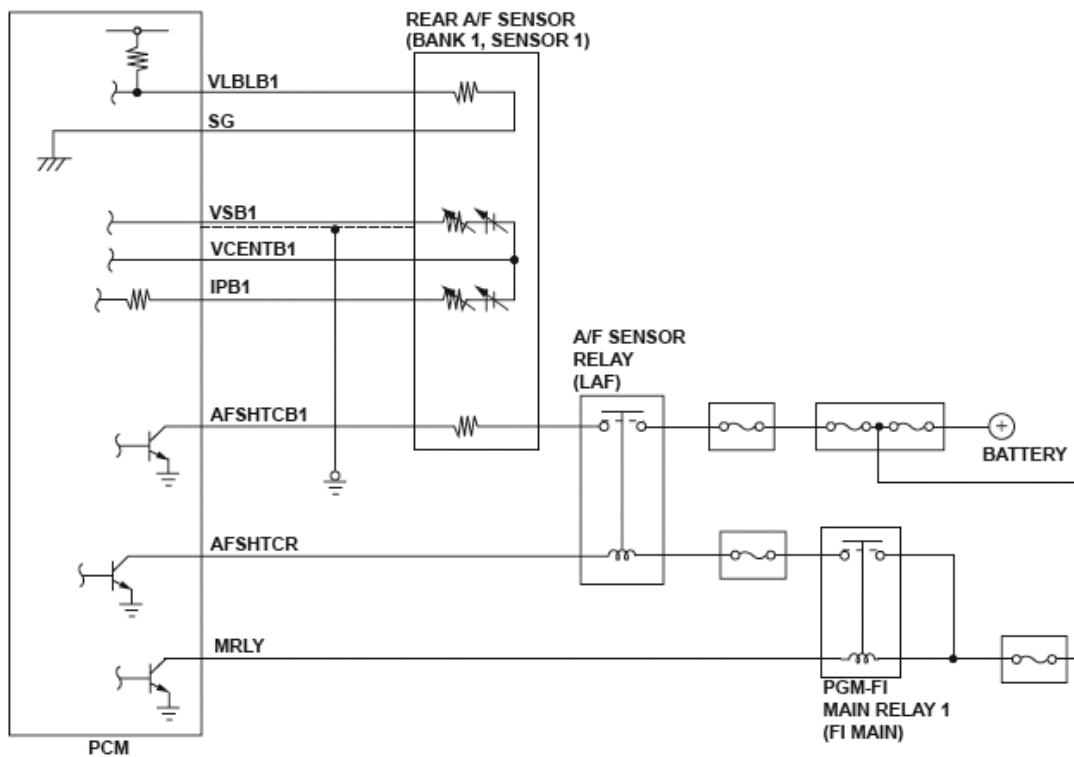 REAR A/F SENSOR
(BANK 1, SENSOR 1)
VLBLB1
SG
VSB1
VCENTB1
IPB1
A/F SENSOR
RELAY
(LAF)
AFSHTCB1
+
BATTERY
AFSHTCR
MRLY
PGM-FI
MAIN RELAY 1
(FI MAIN)
PCM